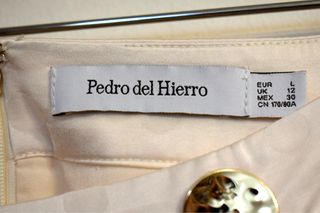 Pedro del Hierro
EUR L
UK 12
MEX 30
CN 170/80A